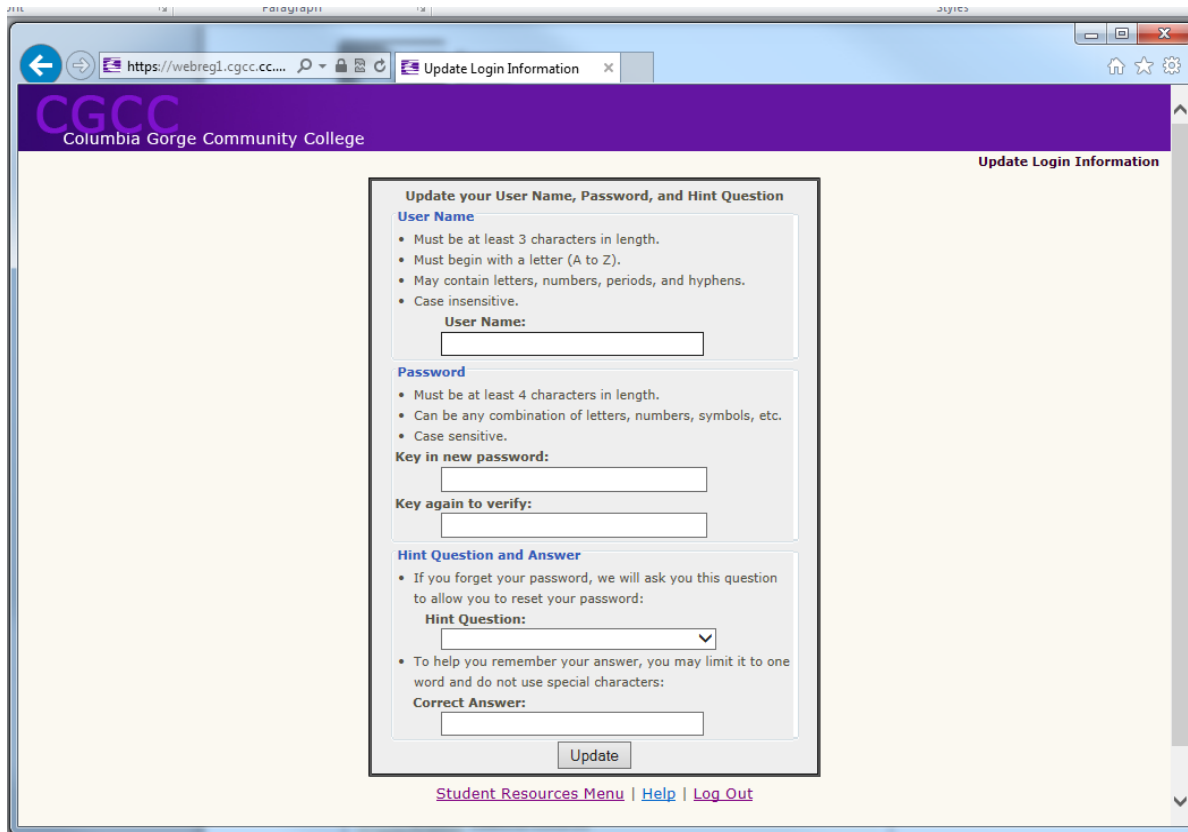 Paragraph
Styles
https://webreg1.cgcc.cc....
Update Login Information
CGCC
Columbia Gorge Community College
Update Login Information
Update your User Name, Password, and Hint Question
User Name
• Must be at least 3 characters in length.
• Must begin with a letter (A to Z).
• May contain letters, numbers, periods, and hyphens.
• Case insensitive.
User Name:
Password
• Must be at least 4 characters in length.
• Can be any combination of letters, numbers, symbols, etc.
• Case sensitive.
Key in new password:
Key again to verify:
Hint Question and Answer
• If you forget your password, we will ask you this question
to allow you to reset your password:
Hint Question:
• To help you remember your answer, you may limit it to one
word and do not use special characters:
Correct Answer:
Update
Student Resources Menu | Help | Log Out